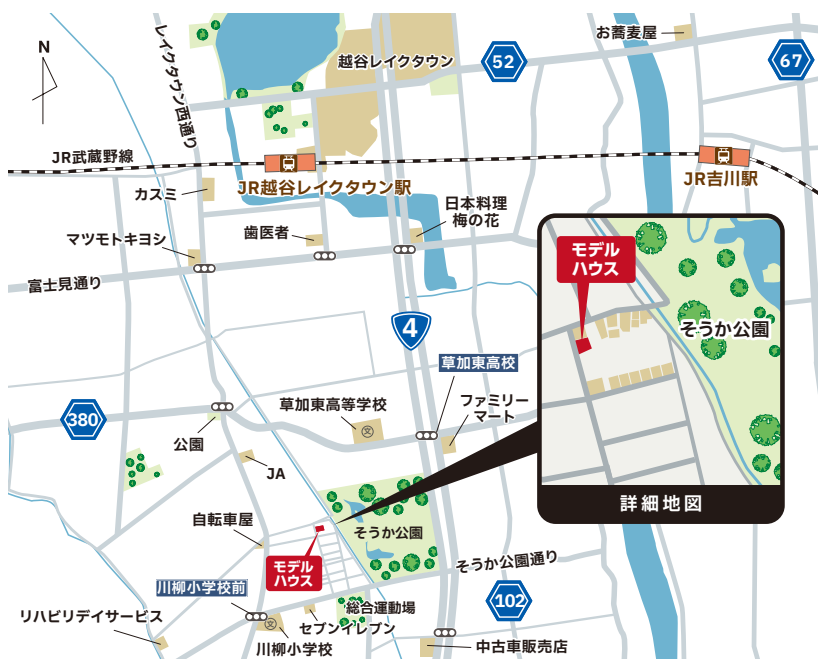 N
レイクタウン西通り
越谷レイクタウン
52
お蕎麦屋
67
JR武蔵野線
JR越谷レイクタウン駅
JR吉川駅
カスミ
日本料理
梅の花
マツモトキヨシ
歯医者
富士見通り
4
草加東高校
380
公園
草加東高等学校
ファミリー
マート
JA
自転車屋
そうか公園
モデル
ハウス
川柳小学校前
そうか公園通り
102
総合運動場
リハビリデイサービス
川柳小学校
セブンイレブン
中古車販売店
モデル
ハウス
そうか公園
詳細地図
文
文